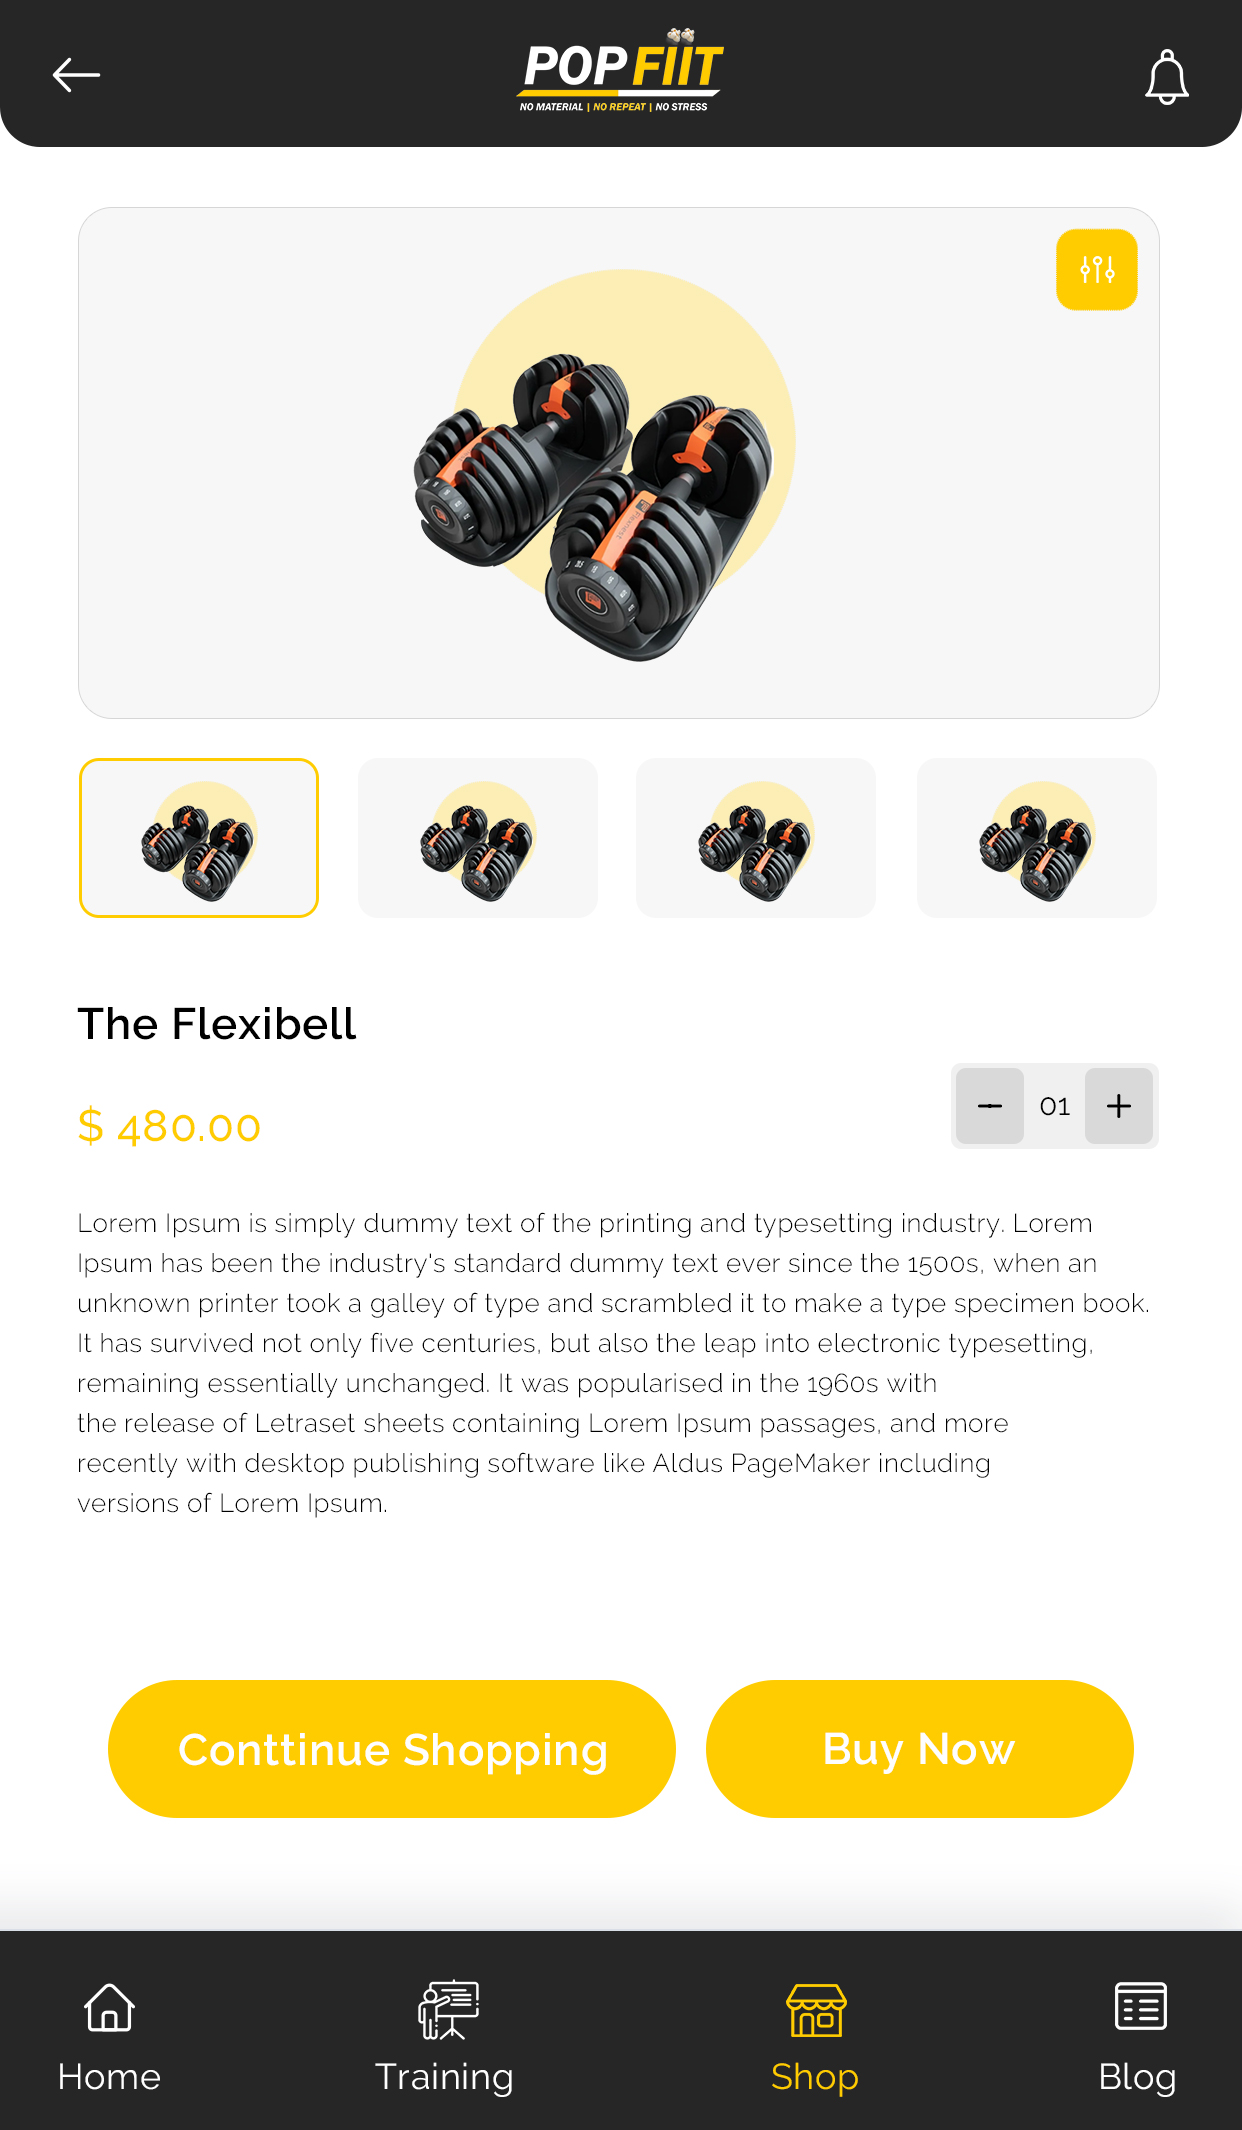 POP FIIT
NO MATERIAL | NO REPEAT | NO STRESS
Flexnest
The Flexibell
$ 480.00
01
Lorem Ipsum is simply dummy text of the printing and typesetting industry. Lorem
Ipsum has been the industry's standard dummy text ever since the 1500s, when an
unknown printer took a galley of type and scrambled it to make a type specimen book.
It has survived not only five centuries, but also the leap into electronic typesetting,
remaining essentially unchanged. It was popularised in the 1960s with
the release of Letraset sheets containing Lorem Ipsum passages, and more
recently with desktop publishing software like Aldus PageMaker including
versions of Lorem Ipsum.
Conttinue Shopping
Buy Now
Home
Training
Shop
Blog